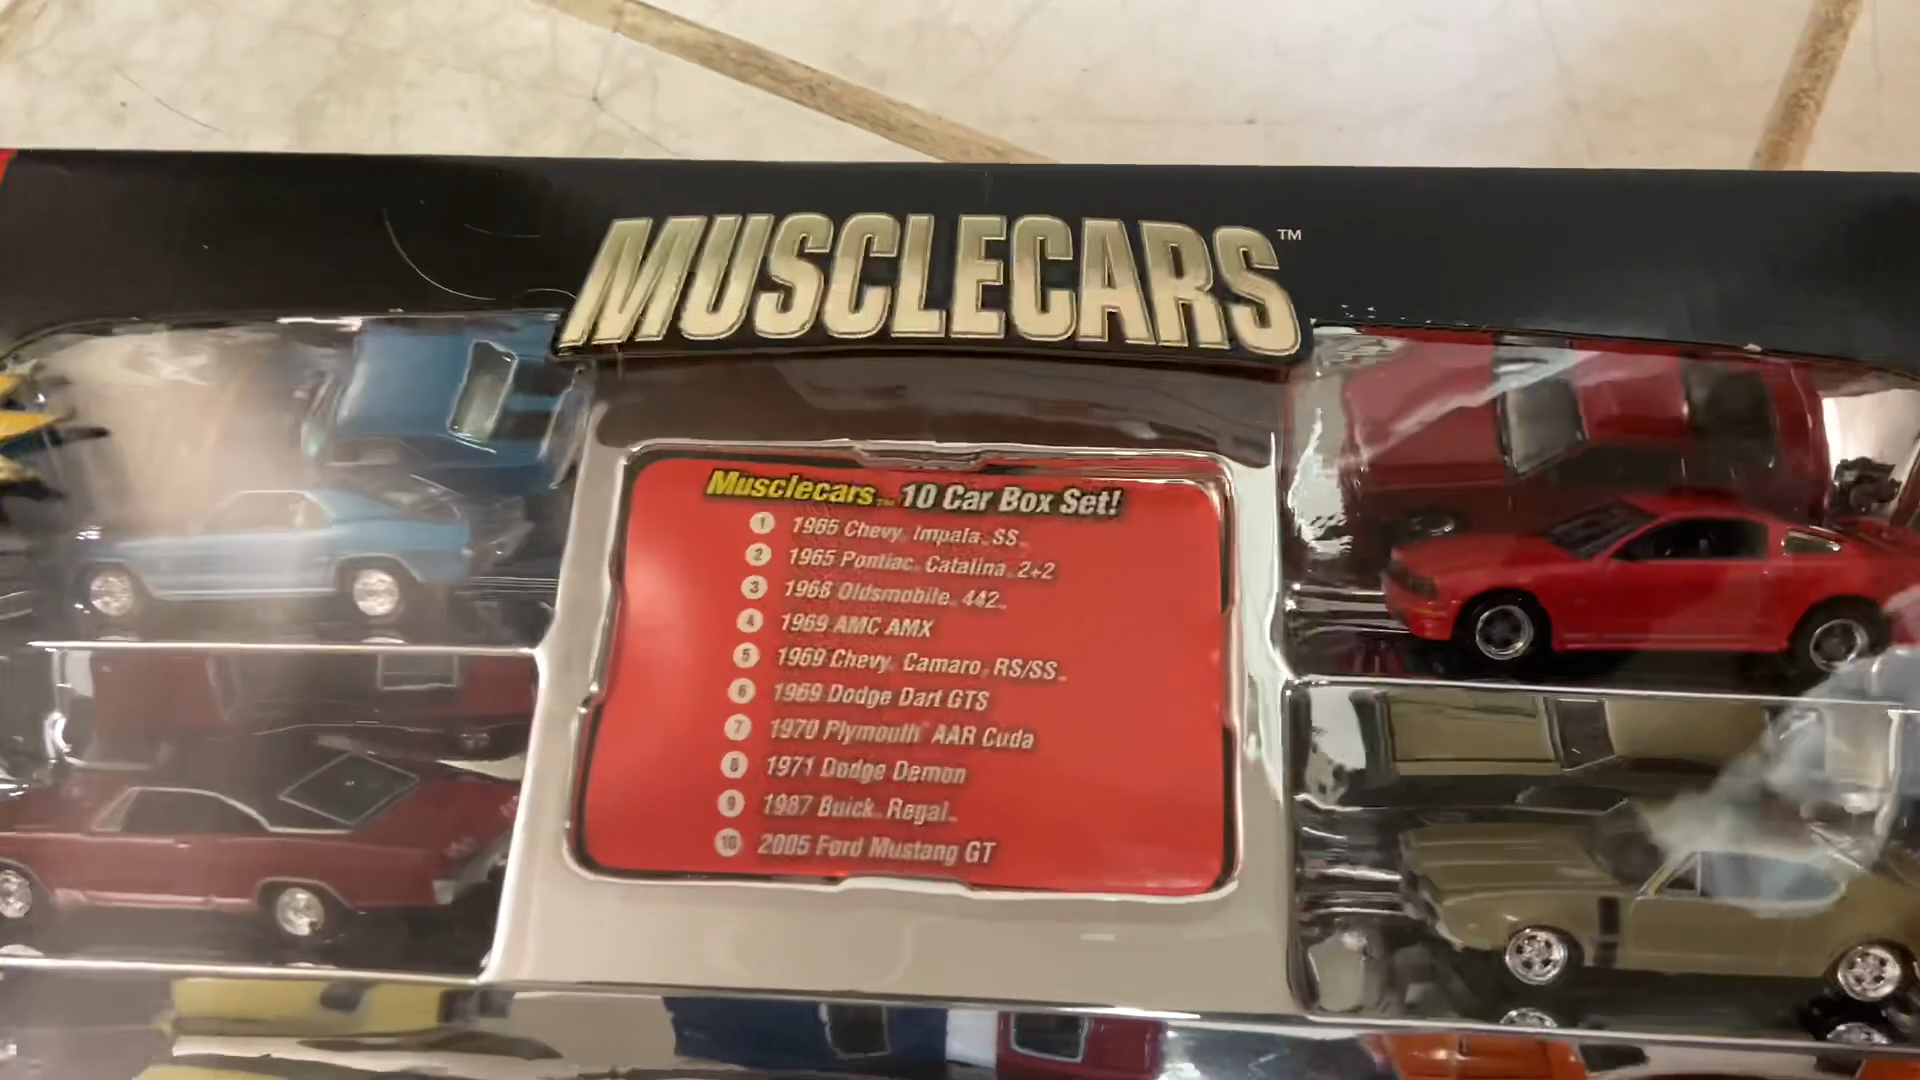 MUSCLECARS™
Musclecars™ 10 Car Box Set!
1 1965 Chevy Impala SS
2 1965 Pontiac Catalina 2+2
3 1968 Oldsmobile 442
4 1969 AMC AMX
5 1969 Chevy Camaro RS/SS
6 1969 Dodge Dart GTS
7 1970 Plymouth AAR Cuda
8 1971 Dodge Demon
9 1987 Buick Regal
10 2005 Ford Mustang GT